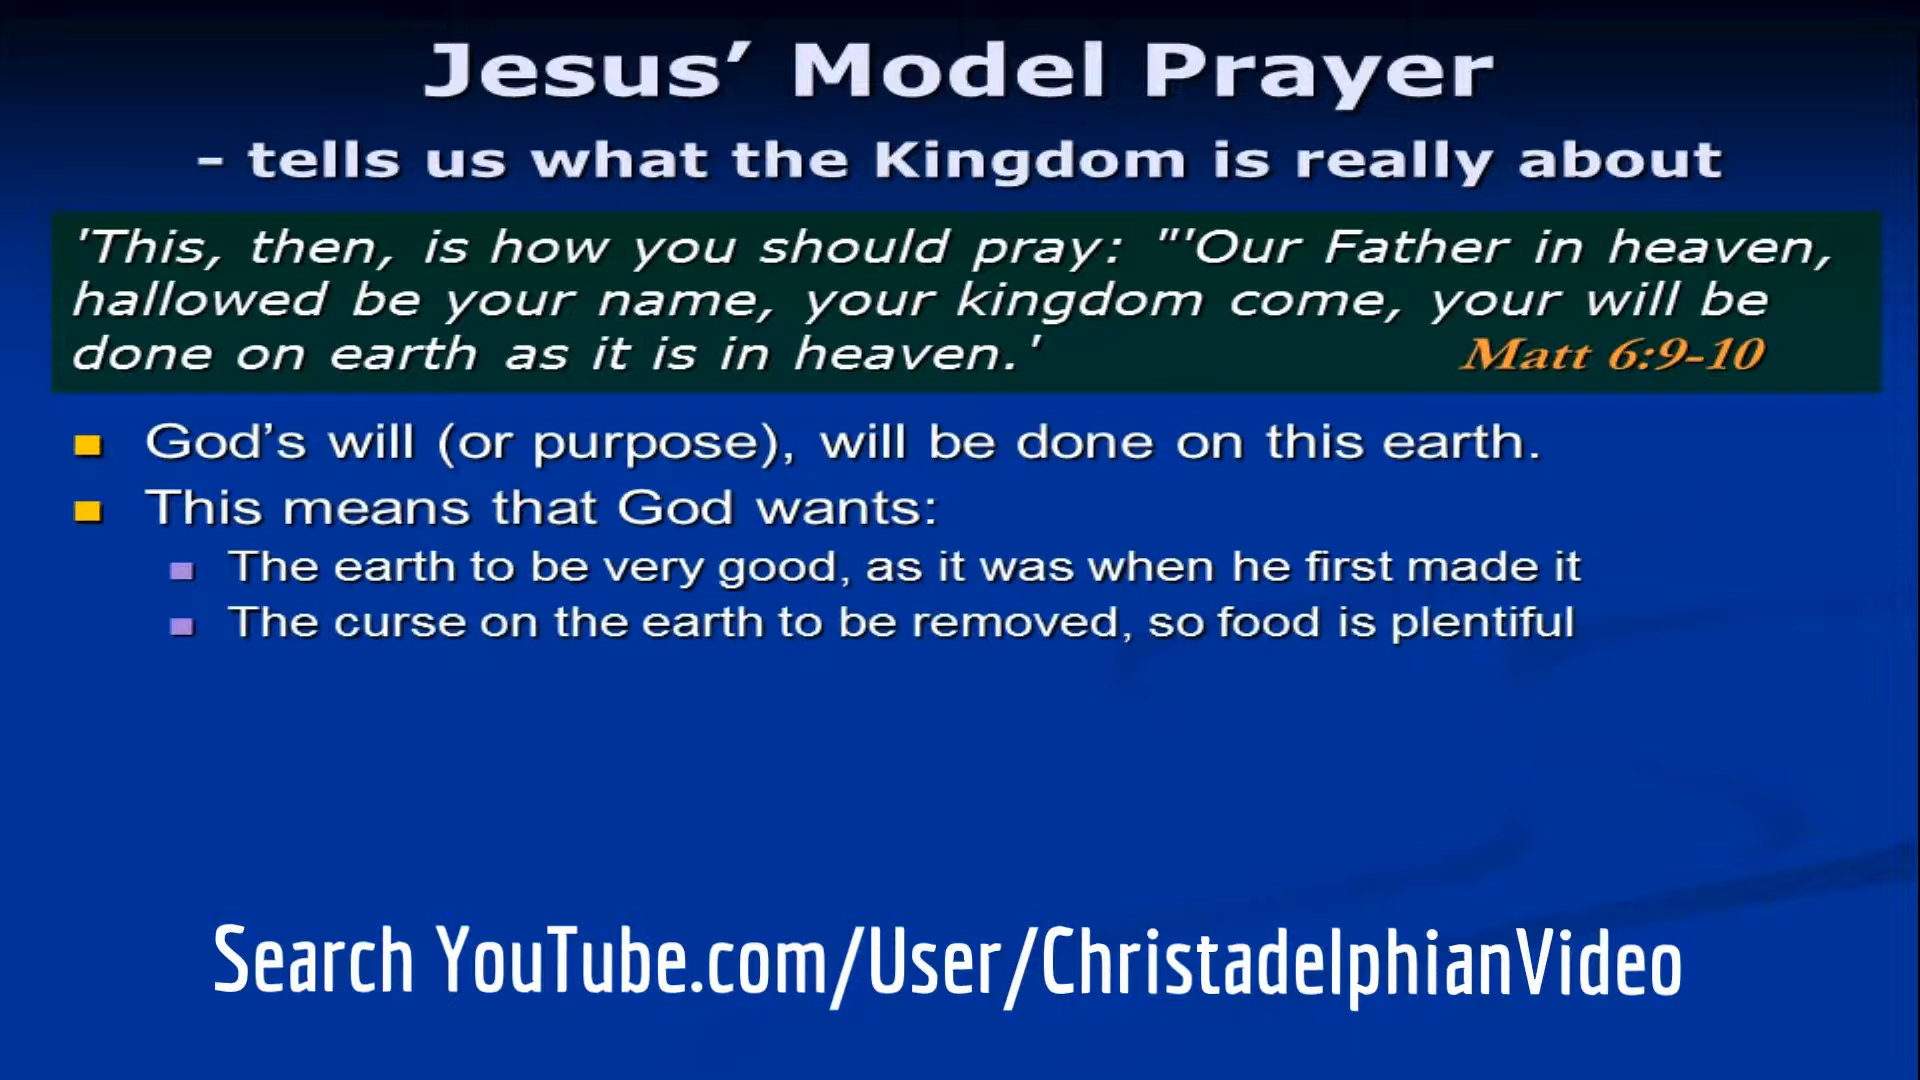 Jesus’ Model Prayer
- tells us what the Kingdom is really about
'This, then, is how you should pray: "'Our Father in heaven,
hallowed be your name, your kingdom come, your will be
done on earth as it is in heaven.' Matt 6:9-10
God’s will (or purpose), will be done on this earth.
This means that God wants:
The earth to be very good, as it was when he first made it
The curse on the earth to be removed, so food is plentiful
Search YouTube.com/User/ChristadelphianVideo